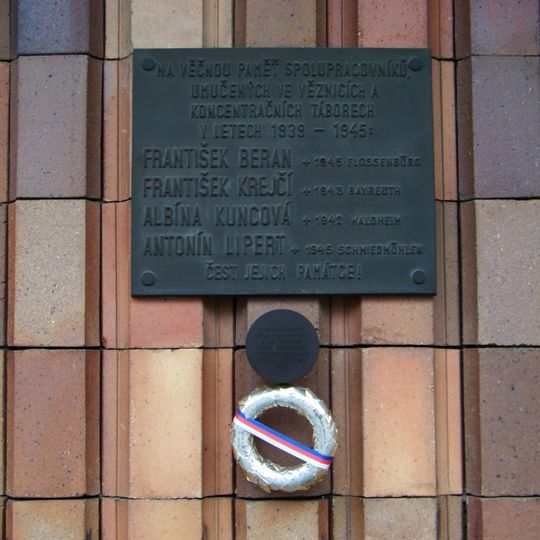 NA VĚČNOU PAMĚŤ SPOLUPRACOVNÍKŮ,
UMUČENÝCH VE VĚZNICÍCH A
KONCENTRAČNÍCH TÁBORECH
V LETECH 1939 – 1945:
FRANTIŠEK BERAN + 1945 FLOSSENBÜRG
FRANTIŠEK KREJČÍ + 1943 BAYREUTH
ALBÍNA KUNCOVÁ + 1942 WALDHEIM
ANTONÍN LIPERT + 1945 SCHMIEDMÜHLEN
ČEST JEJICH PAMÁTCE!